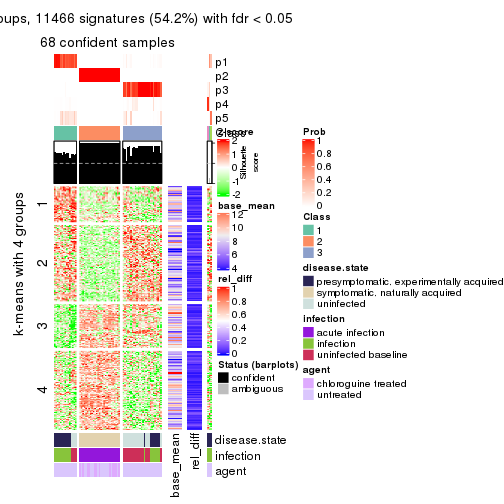 oups, 11466 signatures (54.2%) with fdr < 0.05
68 confident samples
p1
p2
p3
p4
p5
Class
Z-score
2
1
0
-1
-2
Silhouette
score
k-means with 4 groups
1
2
3
4
base_mean
12
10
8
6
4
rel_diff
1
0.8
0.6
0.4
0.2
0
Status (barplots)
confident
ambiguous
Prob
1
0.8
0.6
0.4
0.2
0
Class
1
2
3
disease.state
presymptomatic. experimentally acquired
symptomatic. naturally acquired
uninfected
infection
acute infection
infection
uninfected baseline
agent
chloroguine treated
untreated
disease.state
infection
agent
base_mean
rel_diff